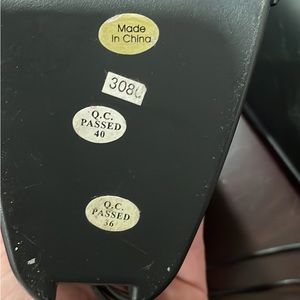 Made
In China
3080
Q.C.
PASSED
40
Q.C.
PASSED
36